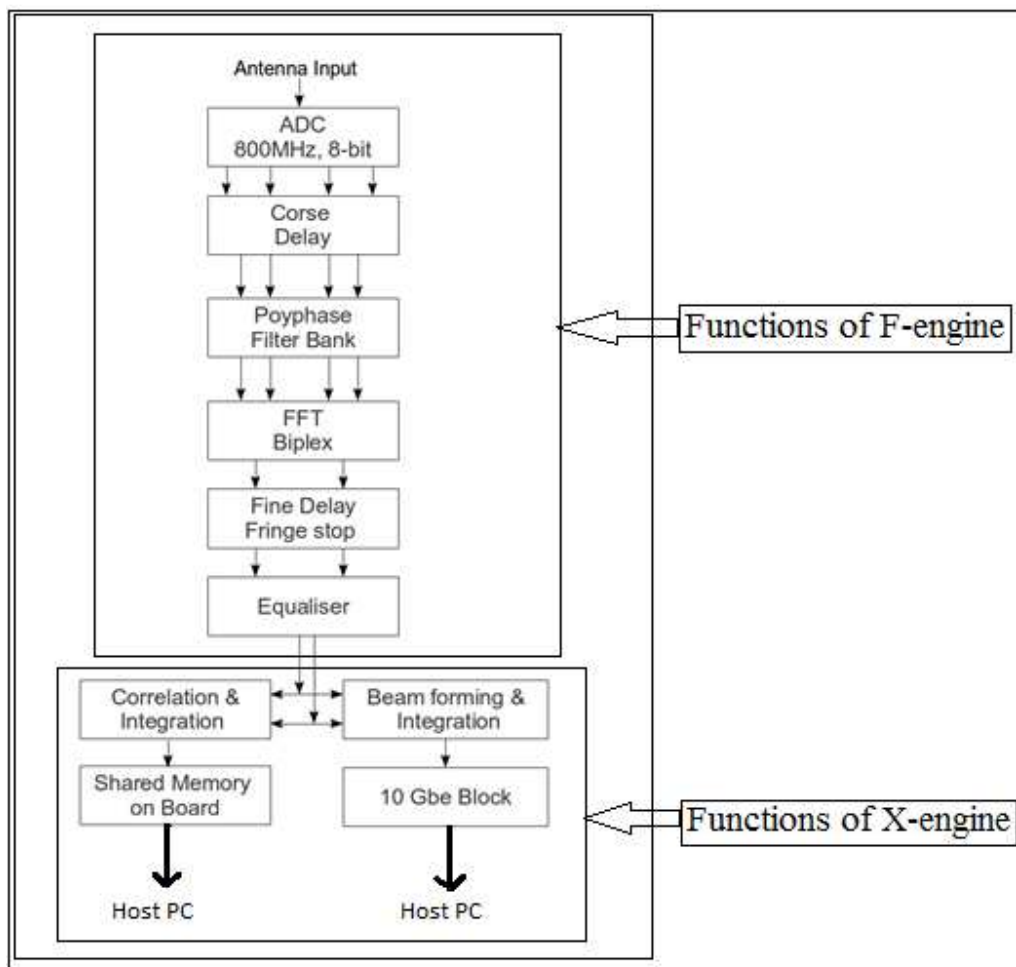 Antenna Input
ADC
800MHz, 8-bit
Corse
Delay
Poyphase
Filter Bank
FFT
Biplex
Fine Delay
Fringe stop
Equaliser
Functions of F-engine
Correlation &
Integration
Beam forming &
Integration
Shared Memory
on Board
10 Gbe Block
Host PC
Host PC
Functions of X-engine